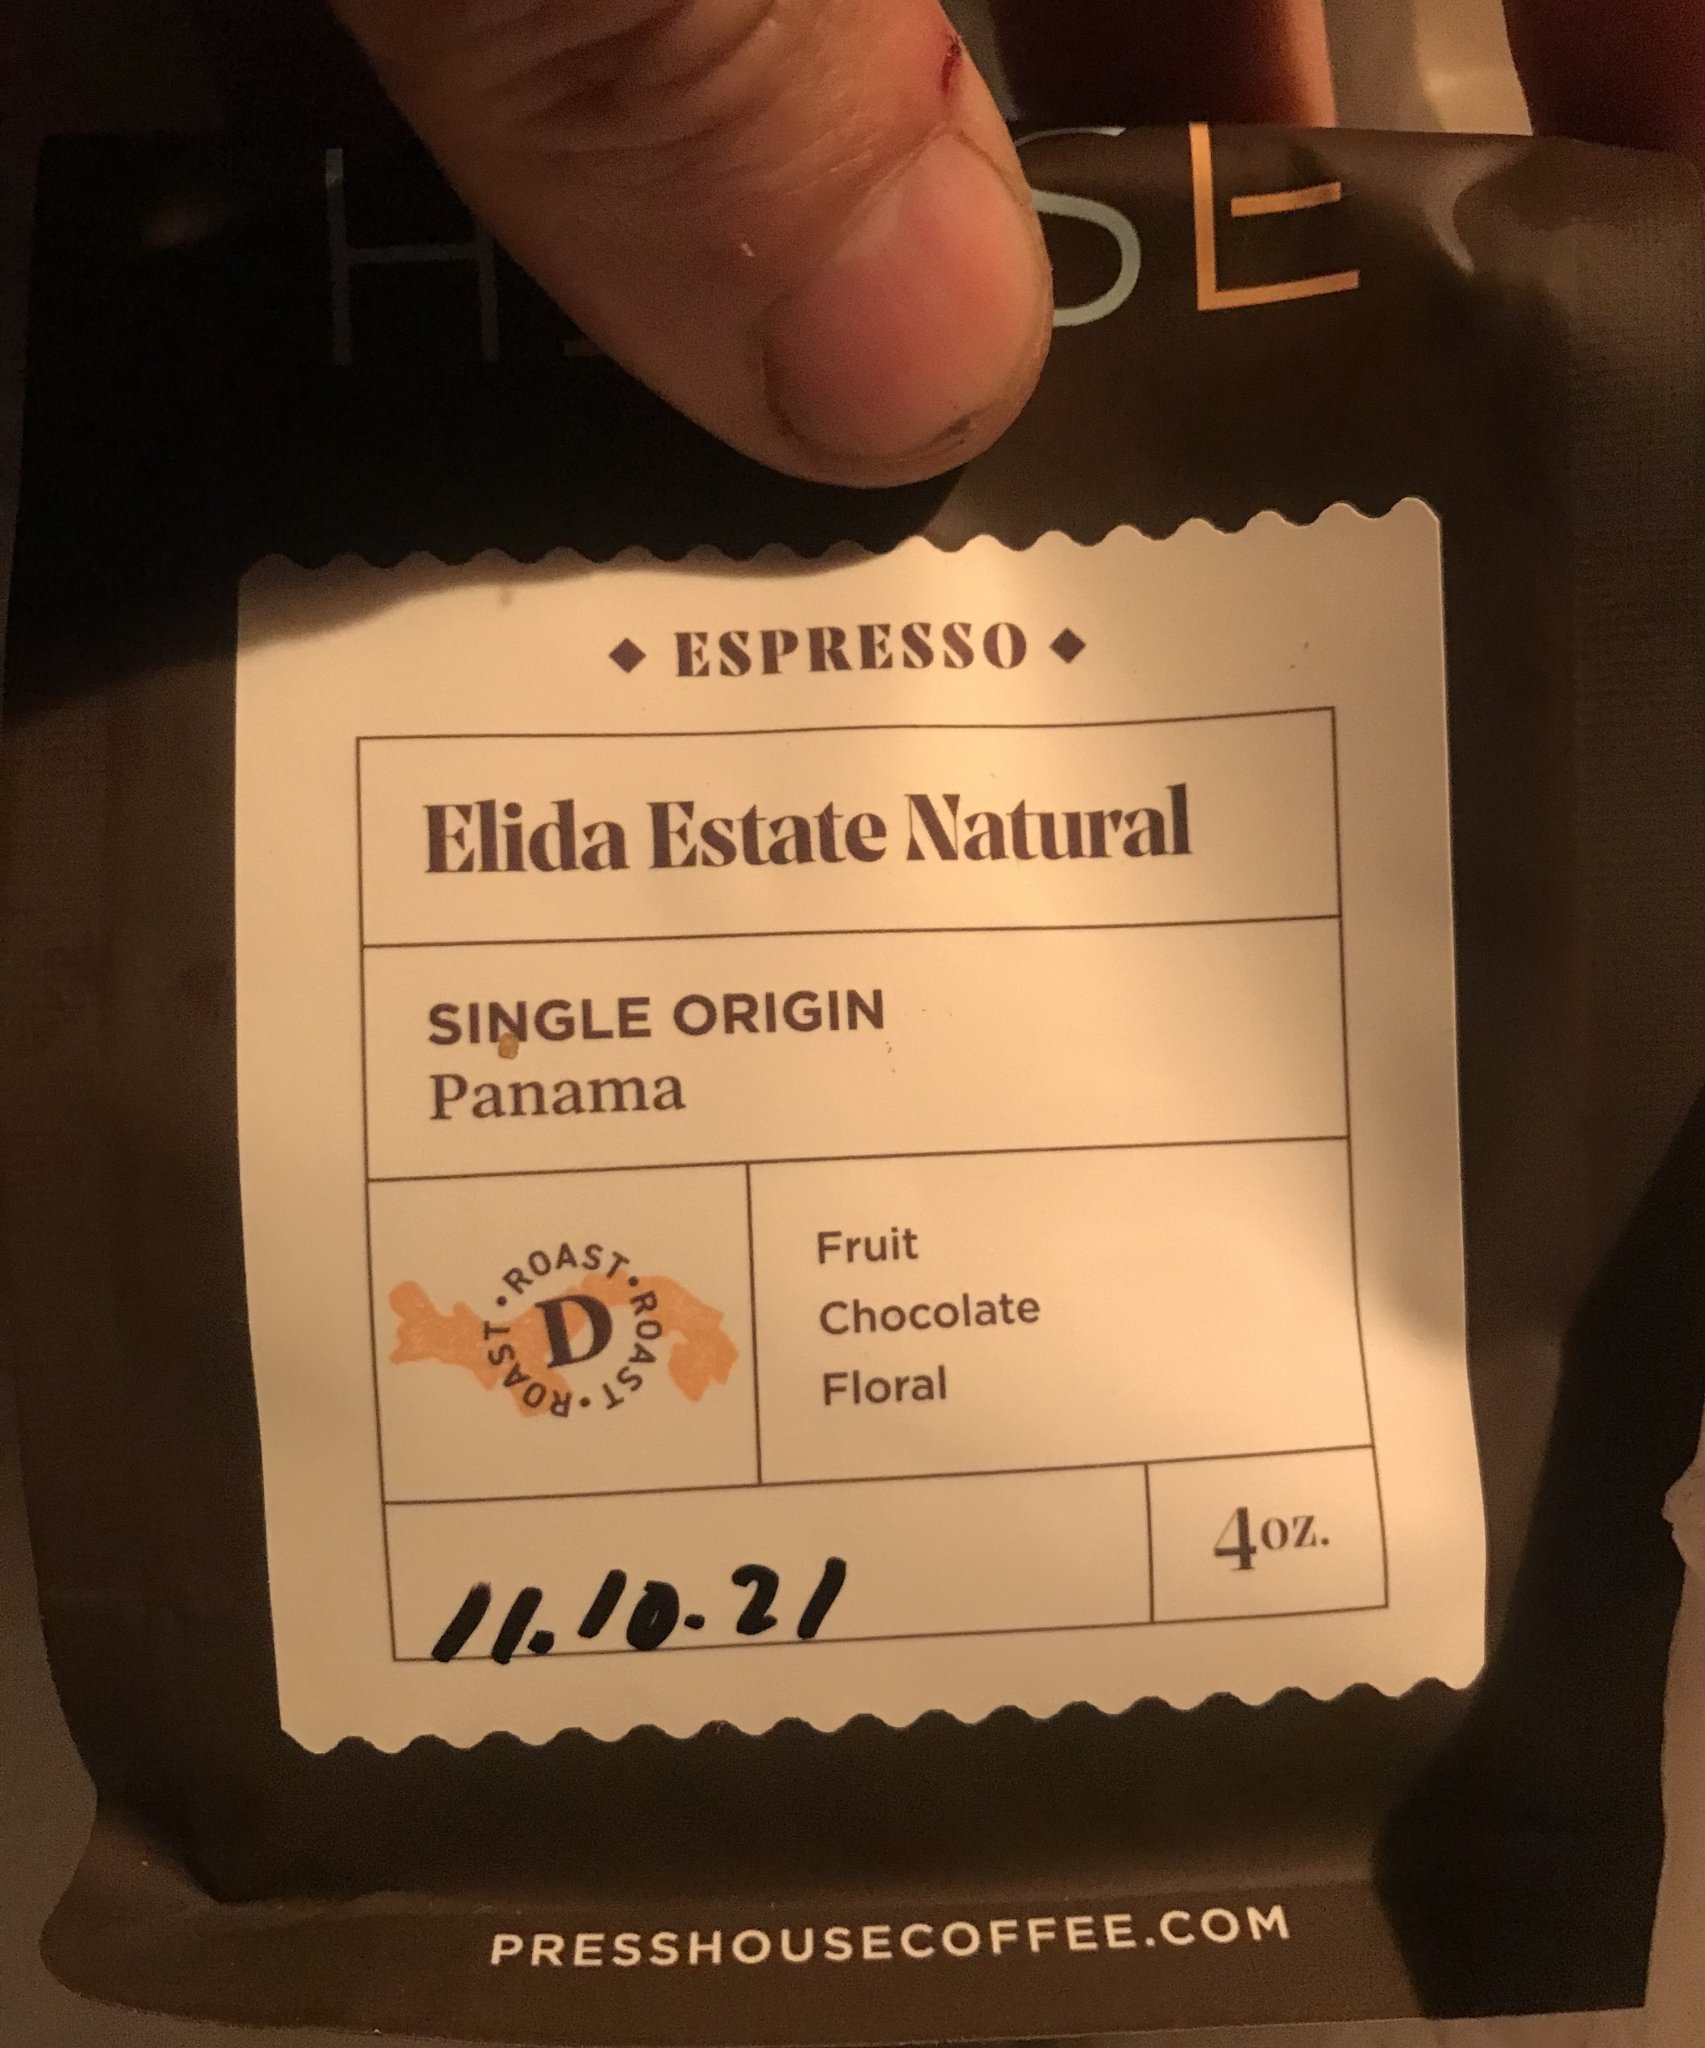 SE
◆ ESPRESSO ◆
Elida Estate Natural
SINGLE ORIGIN
Panama
ROAST • ROAST • ROAST •
D
Fruit
Chocolate
Floral
11.10.21
4oz.
PRESSHOUSECOFFEE.COM